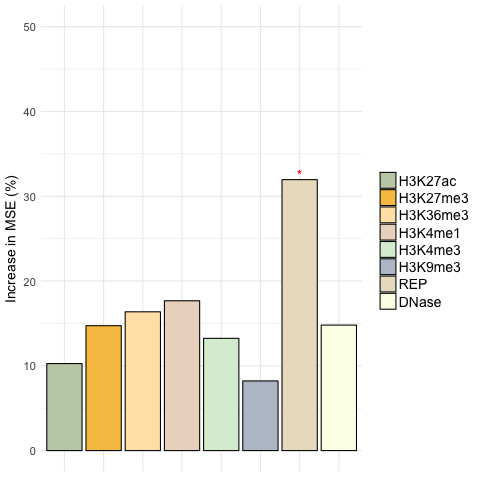 50
40
30
20
10
0
Increase in MSE (%)
*
H3K27ac
H3K27me3
H3K36me3
H3K4me1
H3K4me3
H3K9me3
REP
DNase